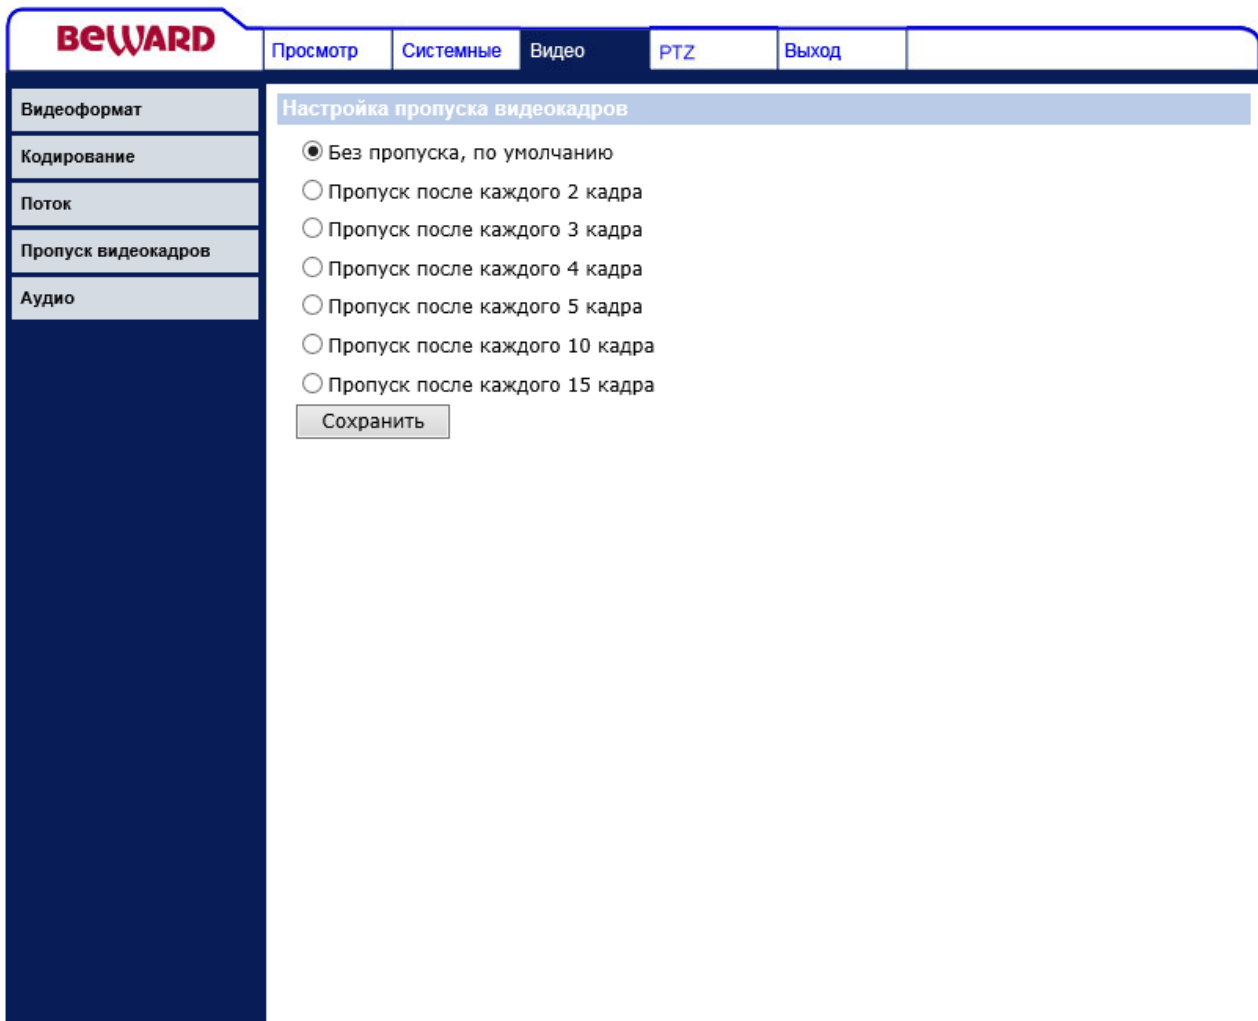 BEWARD
Просмотр Системные Видео PTZ Выход
Видеоформат
Кодирование
Поток
Пропуск видеокадров
Аудио
Настройка пропуска видеокадров
Без пропуска, по умолчанию
Пропуск после каждого 2 кадра
Пропуск после каждого 3 кадра
Пропуск после каждого 4 кадра
Пропуск после каждого 5 кадра
Пропуск после каждого 10 кадра
Пропуск после каждого 15 кадра
Сохранить